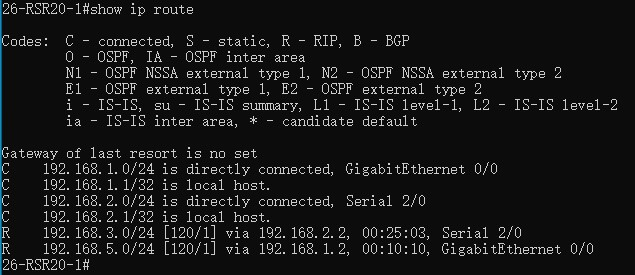 26-RSR20-1#show ip route
Codes:  C - connected, S - static, R - RIP, B - BGP
O - OSPF, IA - OSPF inter area
N1 - OSPF NSSA external type 1, N2 - OSPF NSSA external type 2
E1 - OSPF external type 1, E2 - OSPF external type 2
i - IS-IS, su - IS-IS summary, L1 - IS-IS level-1, L2 - IS-IS level-2
ia - IS-IS inter area, * - candidate default
Gateway of last resort is no set
C    192.168.1.0/24 is directly connected, GigabitEthernet 0/0
C    192.168.1.1/32 is local host.
C    192.168.2.0/24 is directly connected, Serial 2/0
C    192.168.2.1/32 is local host.
R    192.168.3.0/24 [120/1] via 192.168.2.2, 00:25:03, Serial 2/0
R    192.168.5.0/24 [120/1] via 192.168.1.2, 00:10:10, GigabitEthernet 0/0
26-RSR20-1#